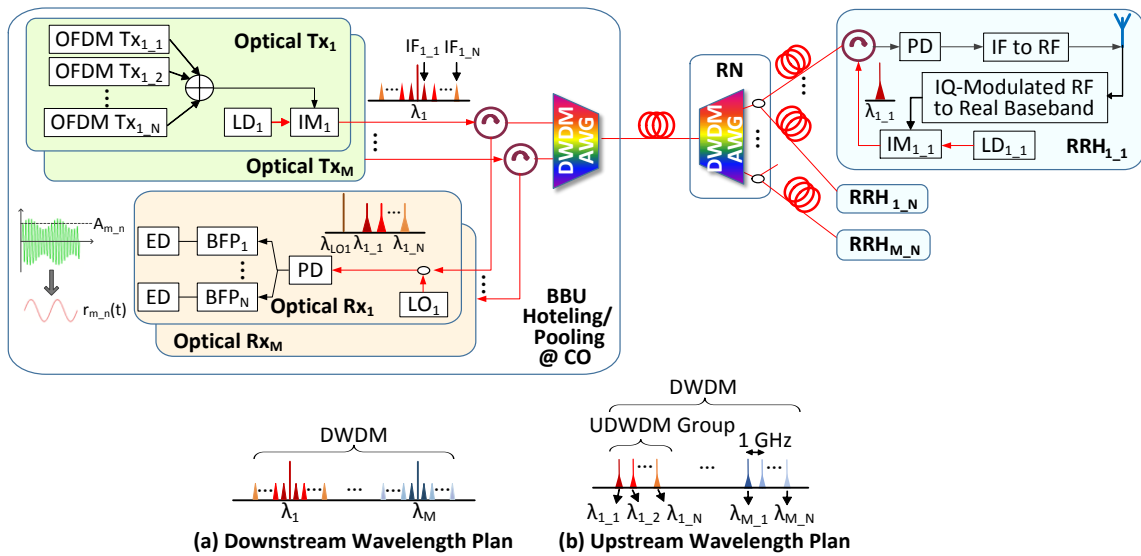 OFDM Tx1_1
OFDM Tx1_2
⋮
OFDM Tx1_N
Optical Tx1
LD1
IM1
Optical TxM
IF1_1 IF1_N
λ1
DWDM
AWG
RN
DWDM
AWG
PD
IF to RF
IQ-Modulated RF
to Real Baseband
λ1_1
IM1_1
LD1_1
RRH1_1
RRH1_N
RRHM_N
Am_n
rm_n(t)
ED
BFP1
ED
BFPN
PD
λLO1 λ1_1 λ1_N
LO1
Optical Rx1
Optical RxM
BBU
Hoteling/
Pooling
@ CO
DWDM
λ1
λM
(a) Downstream Wavelength Plan
DWDM
UDWDM Group
1 GHz
λ1_1 λ1_2 λ1_N
λM_1 λM_N
(b) Upstream Wavelength Plan